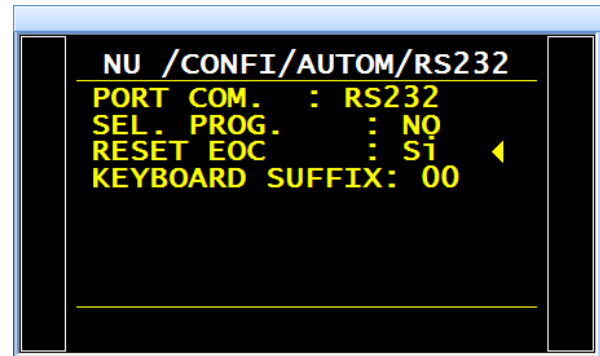 NU /CONFI/AUTOM/RS232
PORT COM. : RS232
SEL. PROG. : NO
RESET EOC : Si
KEYBOARD SUFFIX: 00